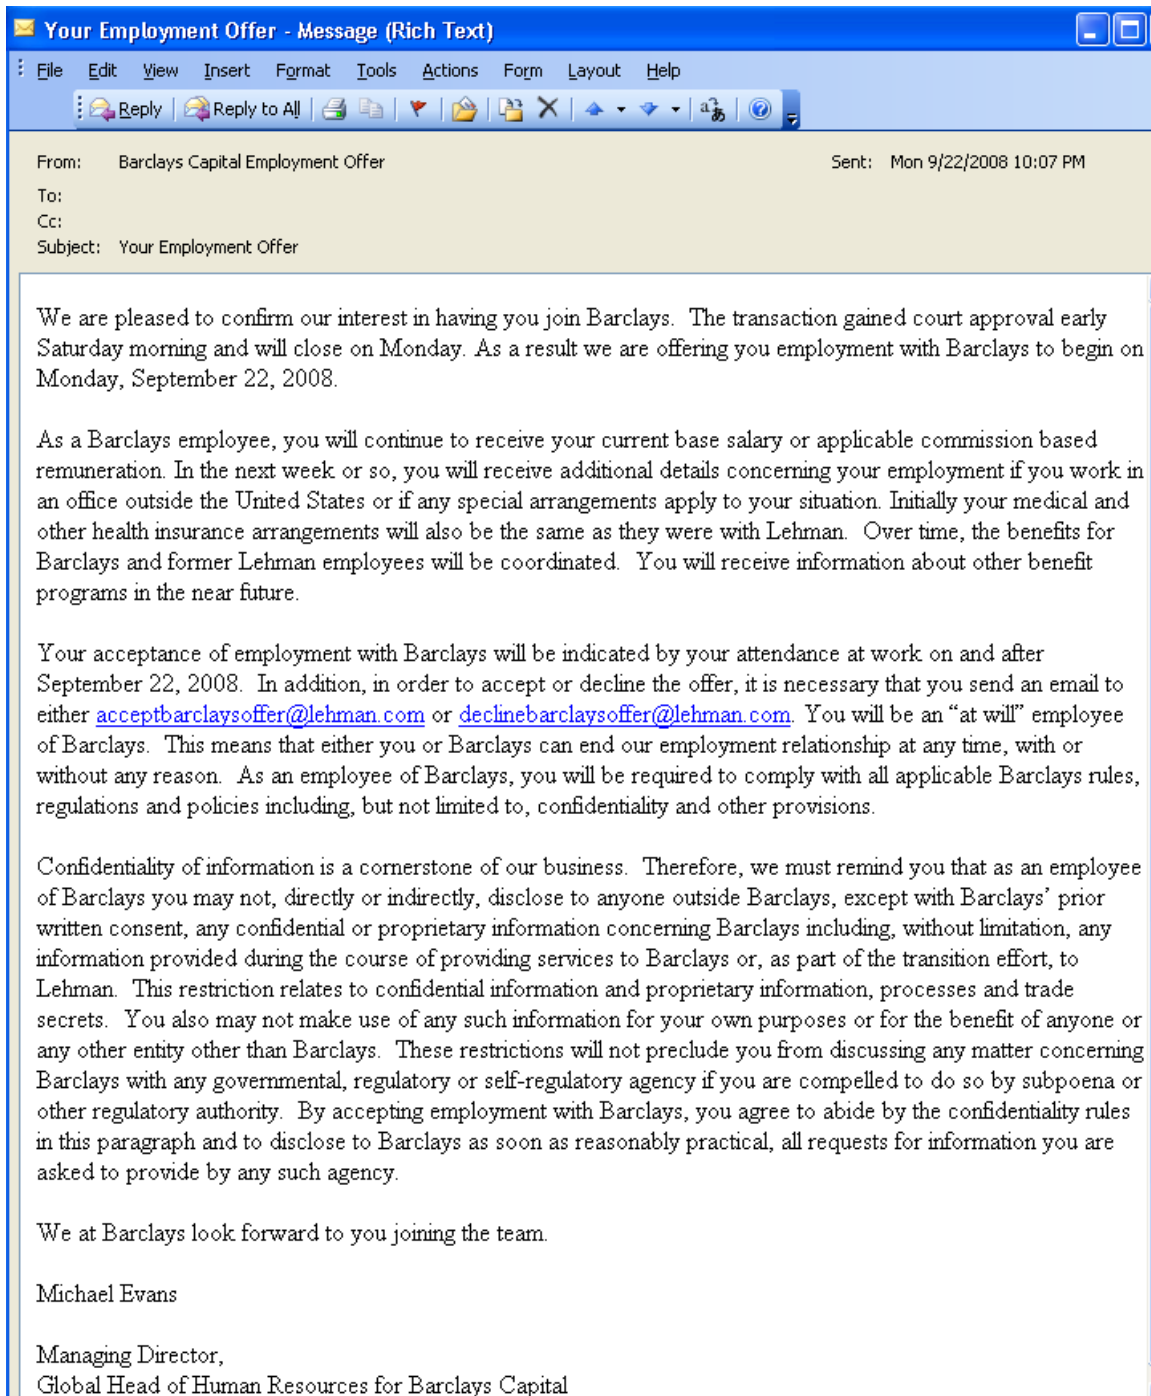 Your Employment Offer - Message (Rich Text)
File Edit View Insert Format Tools Actions Form Layout Help
Reply Reply to All
From: Barclays Capital Employment Offer Sent: Mon 9/22/2008 10:07 PM
To:
Cc:
Subject: Your Employment Offer
We are pleased to confirm our interest in having you join Barclays. The transaction gained court approval early
Saturday morning and will close on Monday. As a result we are offering you employment with Barclays to begin on
Monday, September 22, 2008.
As a Barclays employee, you will continue to receive your current base salary or applicable commission based
remuneration. In the next week or so, you will receive additional details concerning your employment if you work in
an office outside the United States or if any special arrangements apply to your situation. Initially your medical and
other health insurance arrangements will also be the same as they were with Lehman. Over time, the benefits for
Barclays and former Lehman employees will be coordinated. You will receive information about other benefit
programs in the near future.
Your acceptance of employment with Barclays will be indicated by your attendance at work on and after
September 22, 2008. In addition, in order to accept or decline the offer, it is necessary that you send an email to
either acceptbarclaysoffer@lehman.com or declinebarclaysoffer@lehman.com. You will be an “at will” employee
of Barclays. This means that either you or Barclays can end our employment relationship at any time, with or
without any reason. As an employee of Barclays, you will be required to comply with all applicable Barclays rules,
regulations and policies including, but not limited to, confidentiality and other provisions.
Confidentiality of information is a cornerstone of our business. Therefore, we must remind you that as an employee
of Barclays you may not, directly or indirectly, disclose to anyone outside Barclays, except with Barclays’ prior
written consent, any confidential or proprietary information concerning Barclays including, without limitation, any
information provided during the course of providing services to Barclays or, as part of the transition effort, to
Lehman. This restriction relates to confidential information and proprietary information, processes and trade
secrets. You also may not make use of any such information for your own purposes or for the benefit of anyone or
any other entity other than Barclays. These restrictions will not preclude you from discussing any matter concerning
Barclays with any governmental, regulatory or self-regulatory agency if you are compelled to do so by subpoena or
other regulatory authority. By accepting employment with Barclays, you agree to abide by the confidentiality rules
in this paragraph and to disclose to Barclays as soon as reasonably practical, all requests for information you are
asked to provide by any such agency.
We at Barclays look forward to you joining the team.
Michael Evans
Managing Director,
Global Head of Human Resources for Barclays Capital